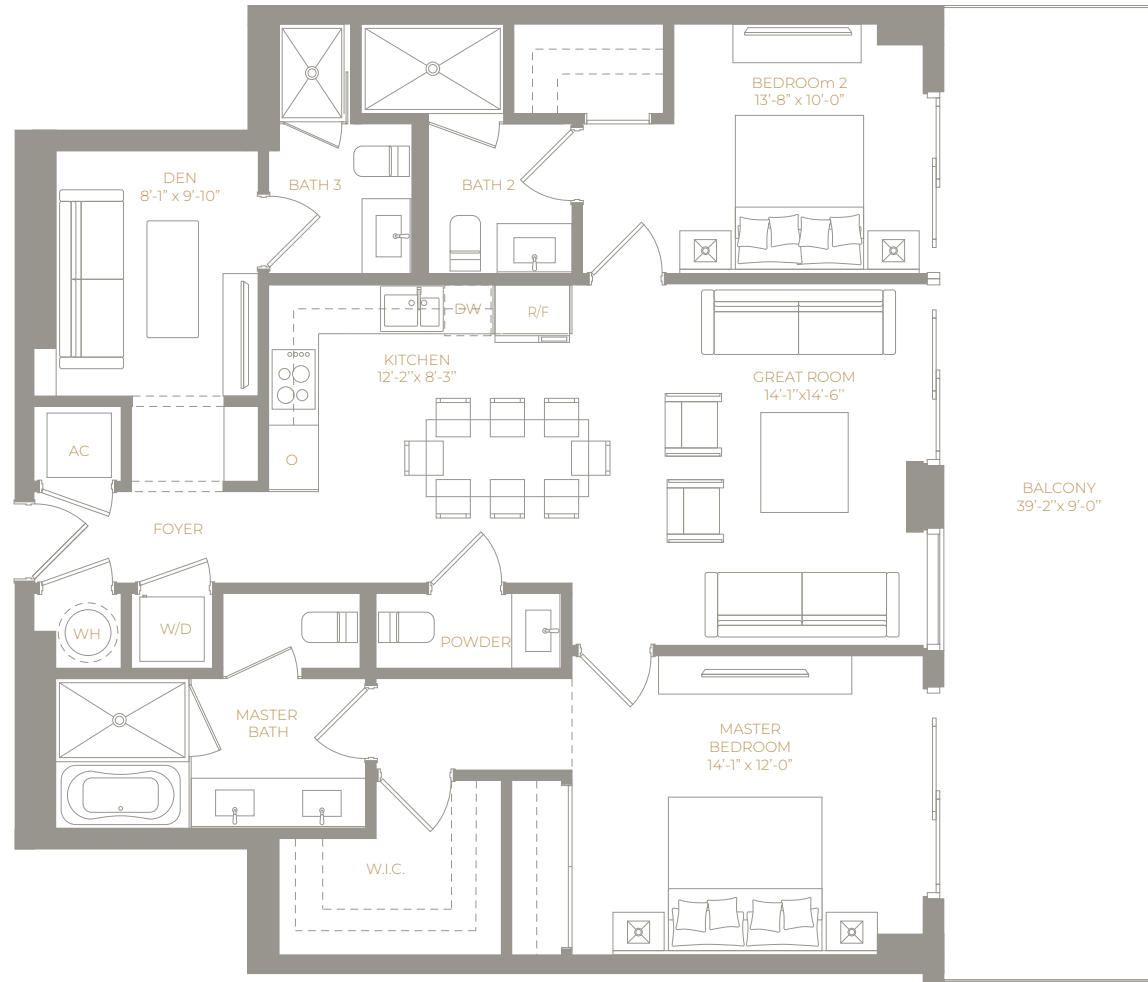 BEDROOm 2
13'-8" x 10'-0"
DEN
8'-1" x 9'-10"
BATH 3
BATH 2
DW
R/F
KITCHEN
12'-2''x 8'-3''
GREAT ROOM
14'-1''x14'-6''
AC
O
BALCONY
39'-2''x 9'-0''
FOYER
WH
W/D
POWDER
MASTER
BATH
MASTER
BEDROOM
14'-1" x 12'-0"
W.I.C.